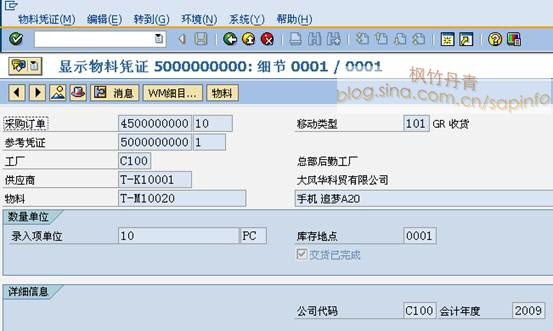 物料凭证(M) 编辑(E) 转到(G) 环境(N) 系统(Y) 帮助(H)
显示物料凭证 5000000000: 细节 0001 / 0001
枫竹丹青
blog.sina.com.cn/sapinfo
消息 WM细目... 物料
采购订单 4500000000 10 移动类型 101 GR 收货
参考凭证 5000000000 1
工厂 C100 总部后勤工厂
供应商 T-K10001 大风华科贸有限公司
物料 T-M10020 手机 追梦A20
数量单位
录入项单位 10 PC 库存地点 0001
交货已完成
详细信息
公司代码 C100 会计年度 2009